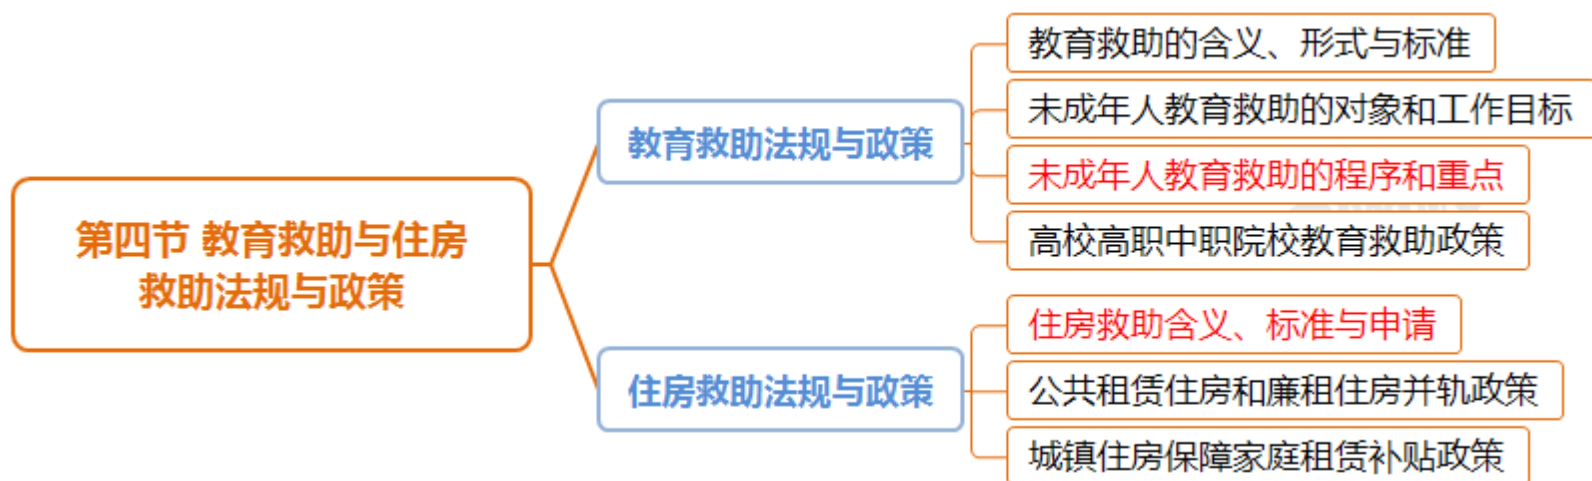 第四节 教育救助与住房
救助法规与政策
教育救助法规与政策
教育救助的含义、形式与标准
未成年人教育救助的对象和工作目标
未成年人教育救助的程序和重点
高校高职中职院校教育救助政策
住房救助法规与政策
住房救助含义、标准与申请
公共租赁住房和廉租住房并轨政策
城镇住房保障家庭租赁补贴政策